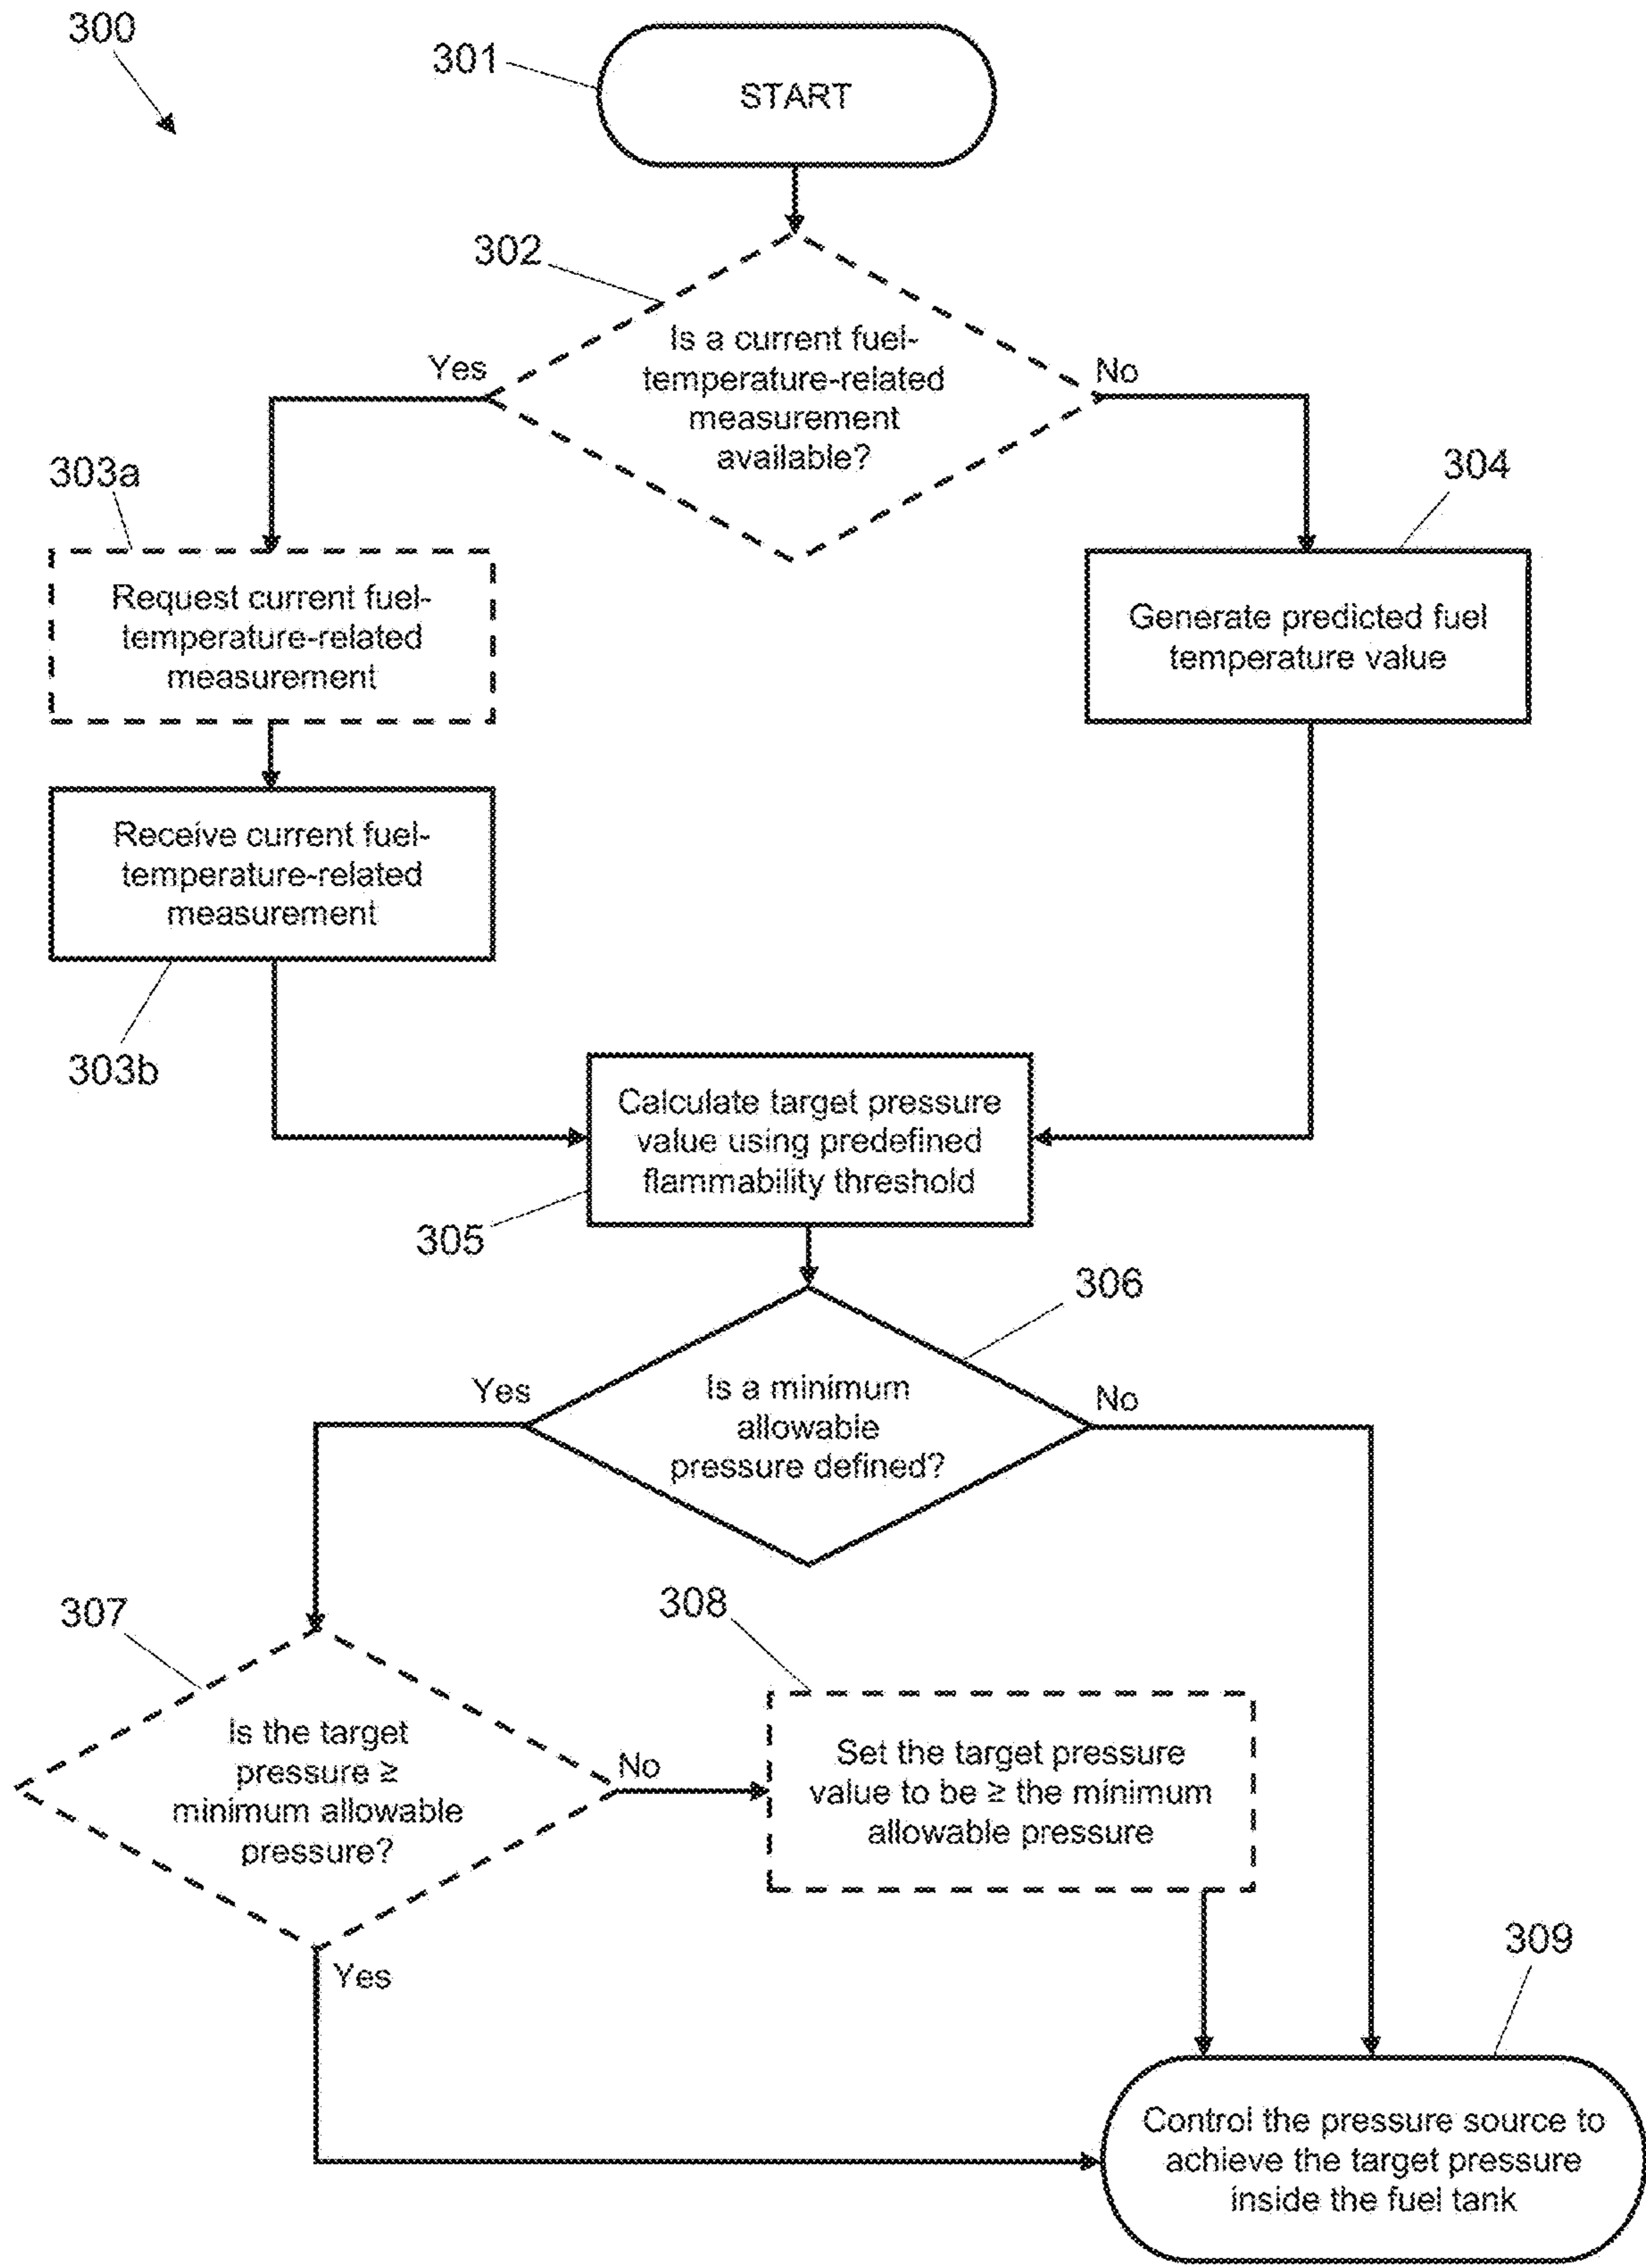 300
301
START
302
Is a current fuel-
temperature-related
measurement
available?
Yes
No
303a
304
Request current fuel-
temperature-related
measurement
Generate predicted fuel
temperature value
Receive current fuel-
temperature-related
measurement
303b
Calculate target pressure
value using predefined
flammability threshold
305
306
Is a minimum
allowable
pressure defined?
Yes
No
307
308
Is the target
pressure ≥
minimum allowable
pressure?
No
Set the target pressure
value to be ≥ the minimum
allowable pressure
Yes
309
Control the pressure source to
achieve the target pressure
inside the fuel tank